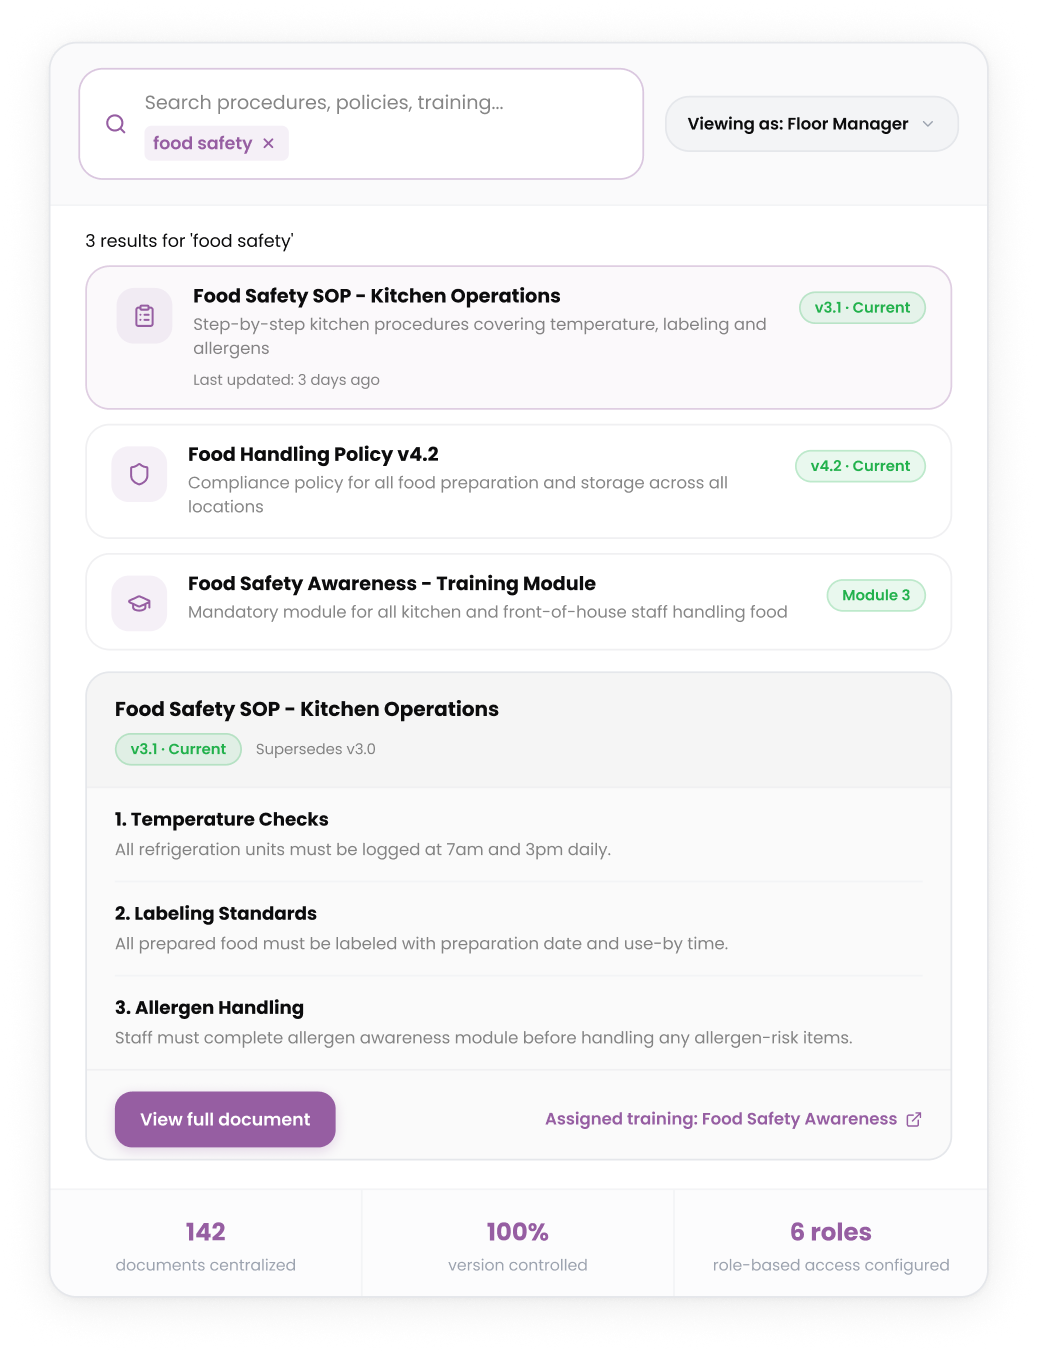 Search procedures, policies, training...
food safety ×
Viewing as: Floor Manager
3 results for 'food safety'
Food Safety SOP – Kitchen Operations
v3.1 · Current
Step-by-step kitchen procedures covering temperature, labeling and
allergens
Last updated: 3 days ago
Food Handling Policy v4.2
v4.2 · Current
Compliance policy for all food preparation and storage across all
locations
Food Safety Awareness – Training Module
Module 3
Mandatory module for all kitchen and front-of-house staff handling food
Food Safety SOP – Kitchen Operations
v3.1 · Current Supersedes v3.0
1. Temperature Checks
All refrigeration units must be logged at 7am and 3pm daily.
2. Labeling Standards
All prepared food must be labeled with preparation date and use-by time.
3. Allergen Handling
Staff must complete allergen awareness module before handling any allergen-risk items.
View full document
Assigned training: Food Safety Awareness
142
documents centralized
100%
version controlled
6 roles
role-based access configured